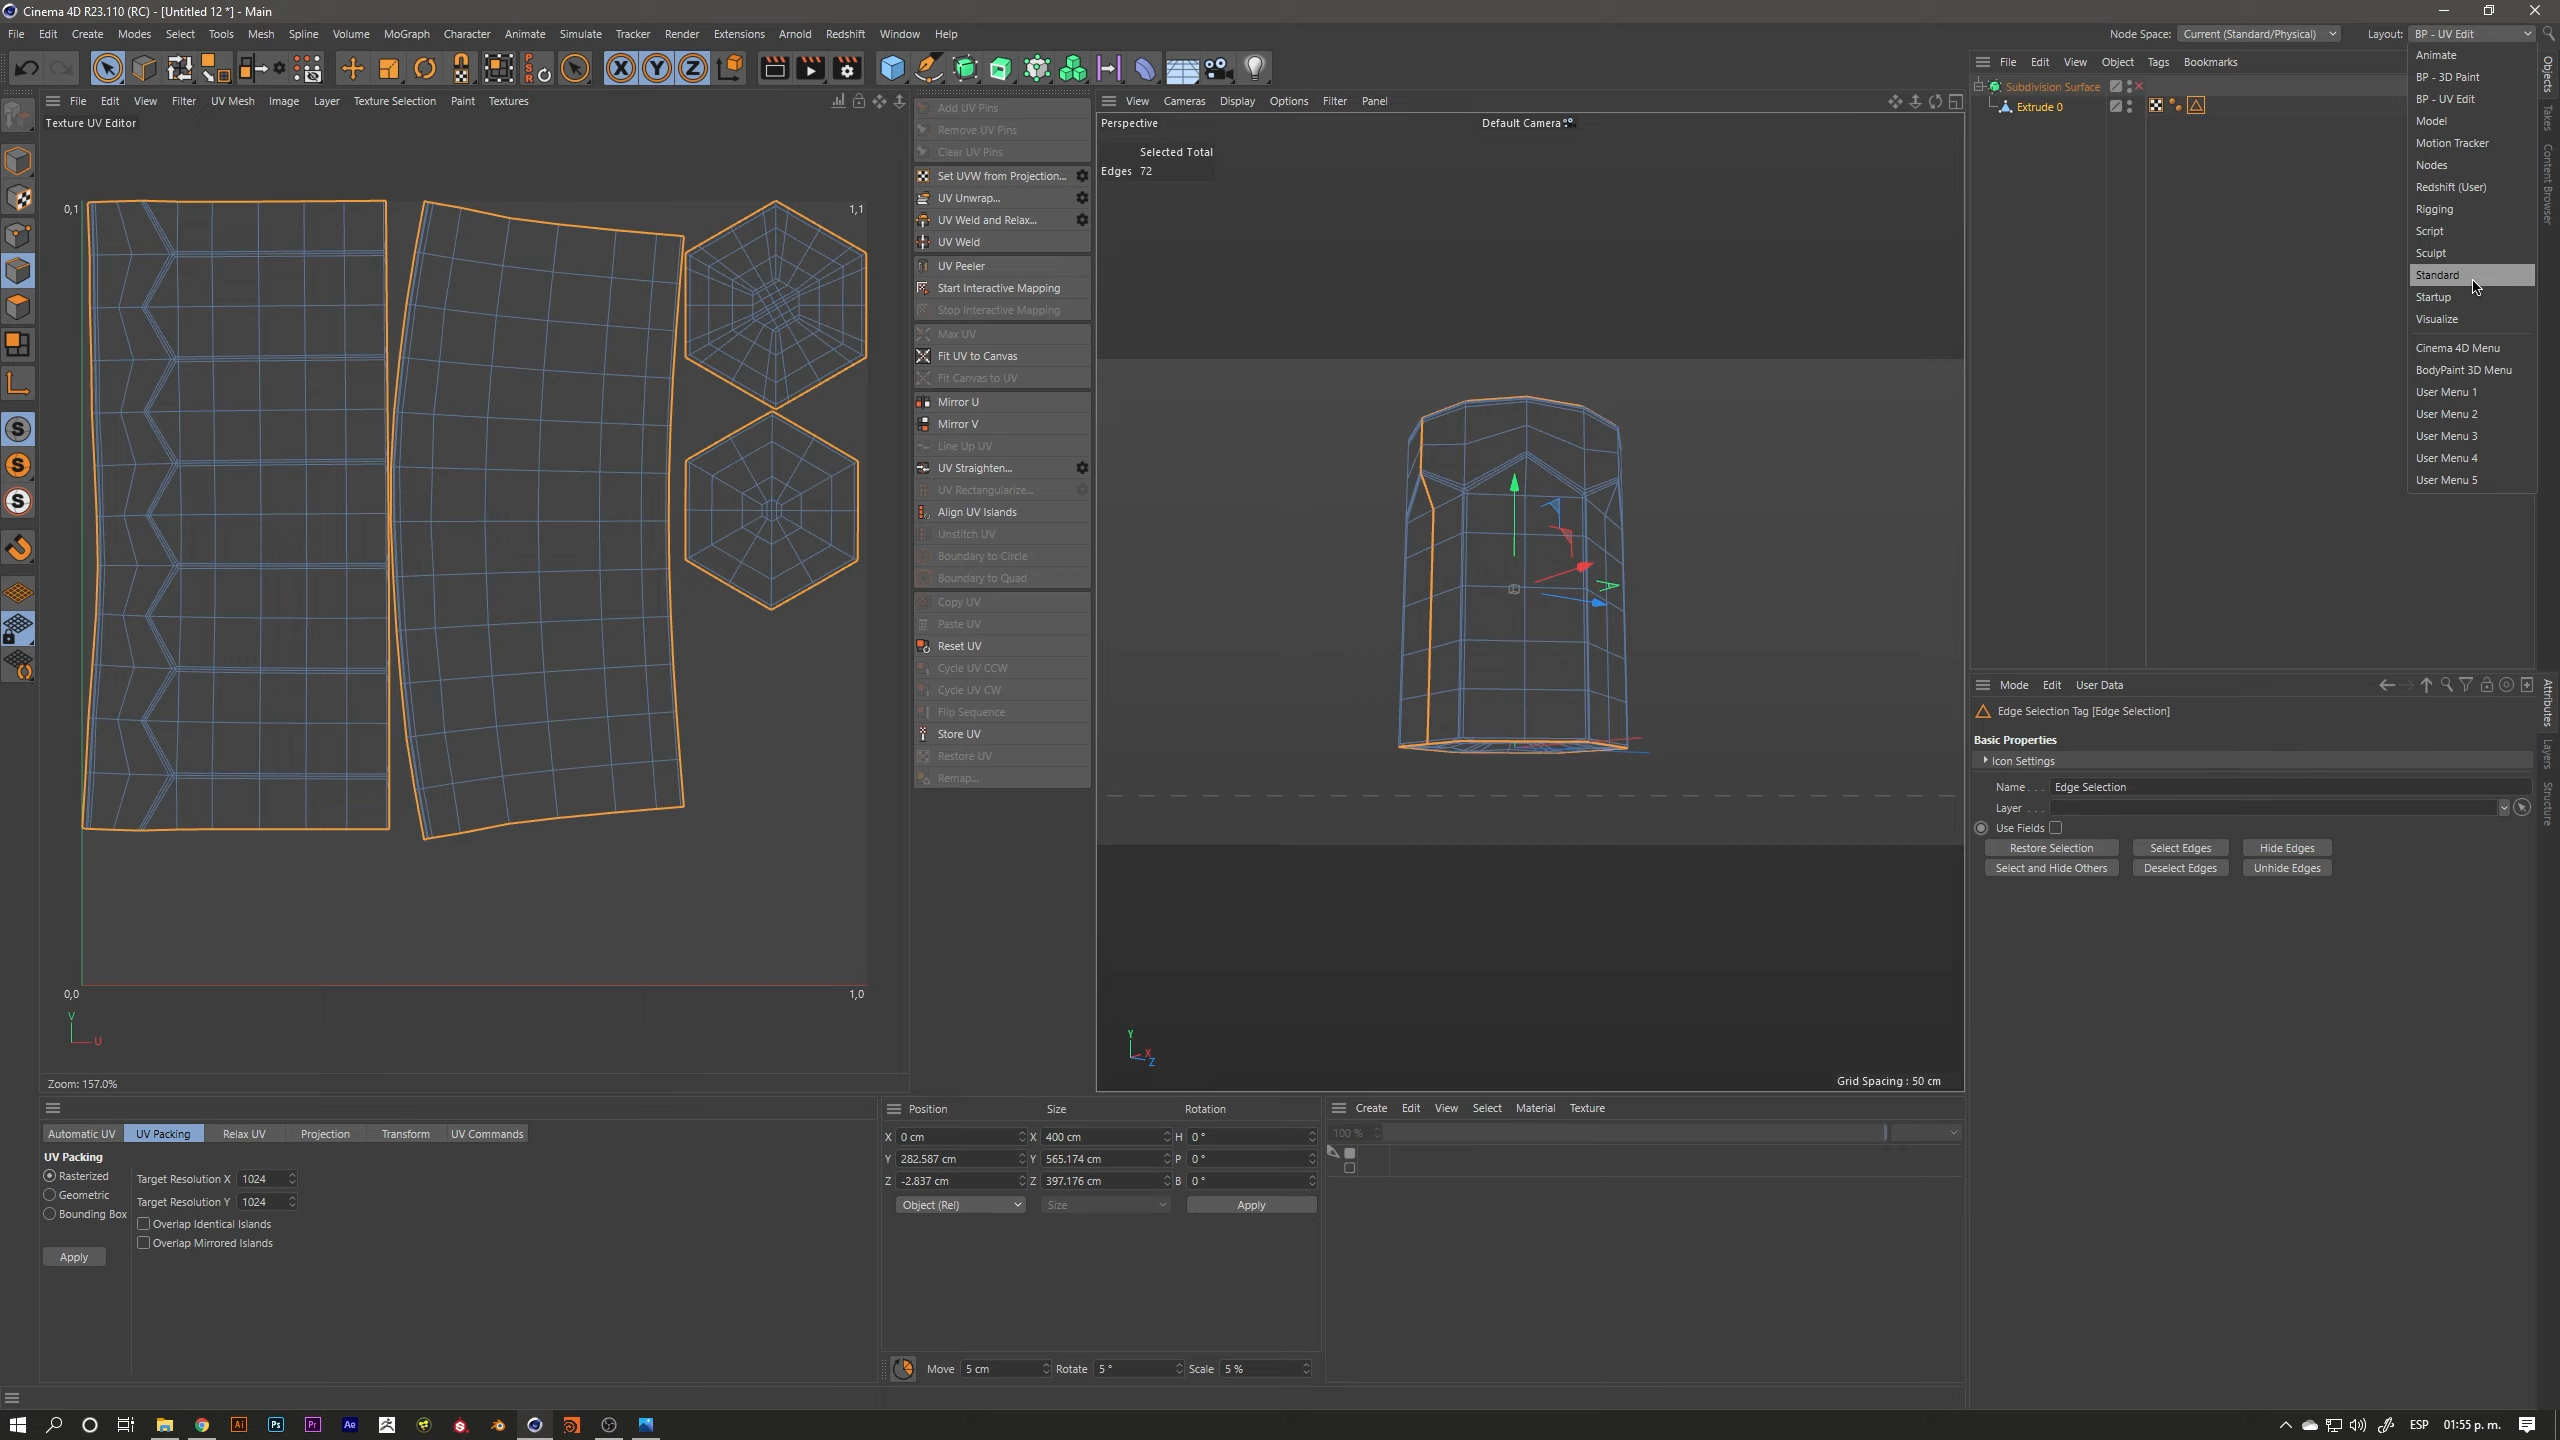 Cinema 4D R23.110 (RC) - [Untitled 12 *] - Main
File Edit Create Modes Select Tools Mesh Spline Volume MoGraph Character Animate Simulate Tracker Render Extensions Arnold Redshift Window Help
Node Space: Current (Standard/Physical) Layout: BP - UV Edit
Animate
BP - 3D Paint
BP - UV Edit
Model
Motion Tracker
Nodes
Redshift (User)
Rigging
Script
Sculpt
Standard
Startup
Visualize
Cinema 4D Menu
BodyPaint 3D Menu
User Menu 1
User Menu 2
User Menu 3
User Menu 4
User Menu 5
PSR
X Y Z
File Edit View Filter UV Mesh Image Layer Texture Selection Paint Textures
Texture UV Editor
0,1
1,1
0,0
1,0
V
U
Zoom: 157.0%
Add UV Pins
Remove UV Pins
Clear UV Pins
Set UVW from Projection...
UV Unwrap...
UV Weld and Relax...
UV Weld
UV Peeler
Start Interactive Mapping
Stop Interactive Mapping
Max UV
Fit UV to Canvas
Fit Canvas to UV
Mirror U
Mirror V
Line Up UV
UV Straighten...
UV Rectangularize...
Align UV Islands
Unstitch UV
Boundary to Circle
Boundary to Quad
Copy UV
Paste UV
Reset UV
Cycle UV CCW
Cycle UV CW
Flip Sequence
Store UV
Restore UV
Remap...
View Cameras Display Options Filter Panel
Perspective
Default Camera
Selected Total
Edges 72
Y
X
Z
Grid Spacing : 50 cm
File Edit View Object Tags Bookmarks
Subdivision Surface
Extrude 0
Objects
Takes
Content Browser
Mode Edit User Data
Edge Selection Tag [Edge Selection]
Basic Properties
Icon Settings
Name . . . Edge Selection
Layer . . .
Use Fields
Restore Selection Select Edges Hide Edges
Select and Hide Others Deselect Edges Unhide Edges
Attributes
Layers
Structure
Automatic UV UV Packing Relax UV Projection Transform UV Commands
UV Packing
Rasterized
Geometric
Bounding Box
Apply
Target Resolution X 1024
Target Resolution Y 1024
Overlap Identical Islands
Overlap Mirrored Islands
Position Size Rotation
X 0 cm X 400 cm H 0 °
Y 282.587 cm Y 565.174 cm P 0 °
Z -2.837 cm Z 397.176 cm B 0 °
Object (Rel) Size Apply
Move 5 cm Rotate 5 ° Scale 5 %
Create Edit View Select Material Texture
100 %
S
S
S
Ai Ps Pr Ae
ESP 01:55 p. m.